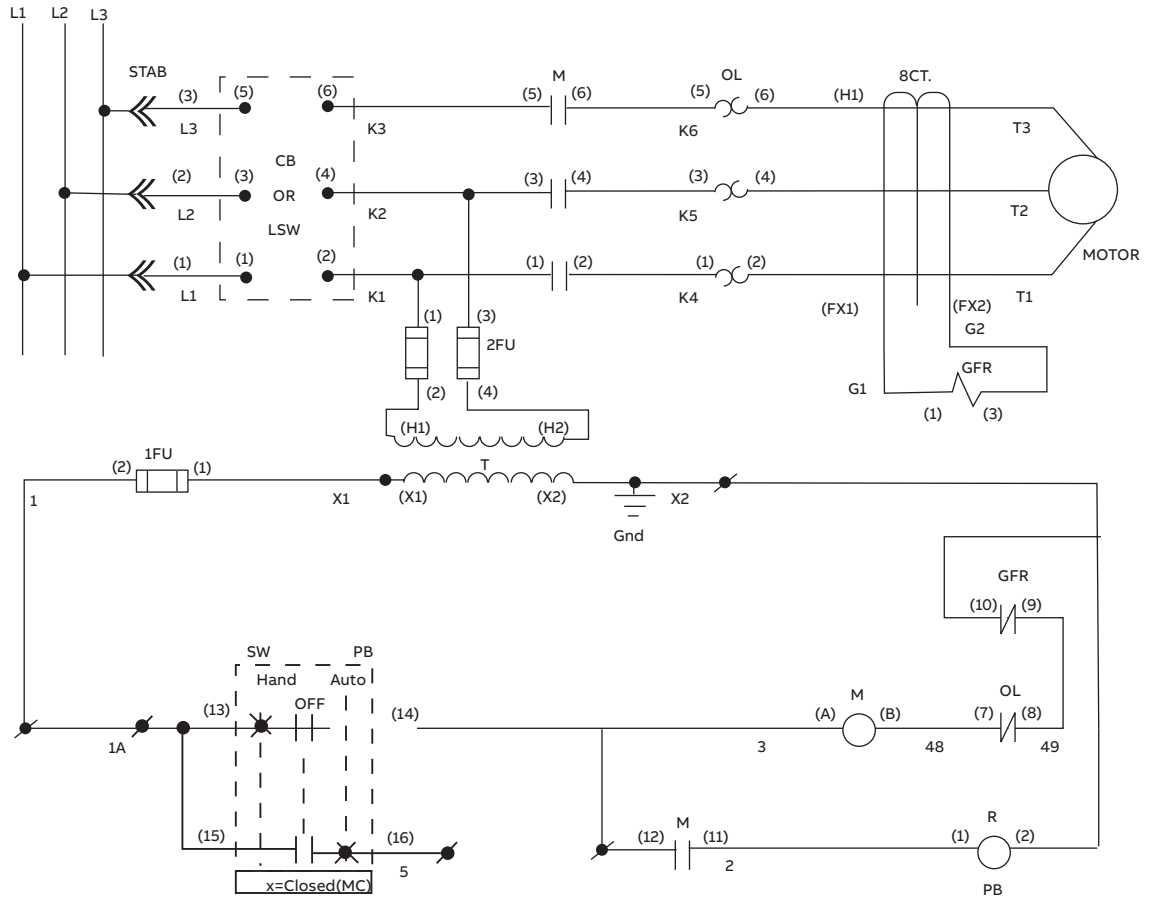 L1 L2 L3
STAB
M
OL
8CT.
(3) (5) (6) (5) (6) (5) (6) (H1)
L3 K3 K6 T3
CB
(2) (3) (4) (3) (4) (3) (4)
OR
L2 K2 K5 T2
LSW
(1) (1) (2) (1) (2) (1) (2)
MOTOR
L1 K1 K4 T1
(FX1) (FX2)
(1) (3)
G2
2FU
GFR
(2) (4)
G1
(1) (3)
(H1) (H2)
1FU
T
(2) (1)
1 X1 (X1) (X2) X2
Gnd
GFR
(10) (9)
SW PB
Hand Auto
OFF
M
OL
(13) (14) (A) (B) (7) (8)
1A 3 48 49
R
M
(15) (16) (12) (11) (1) (2)
5 2
x=Closed(MC)
PB